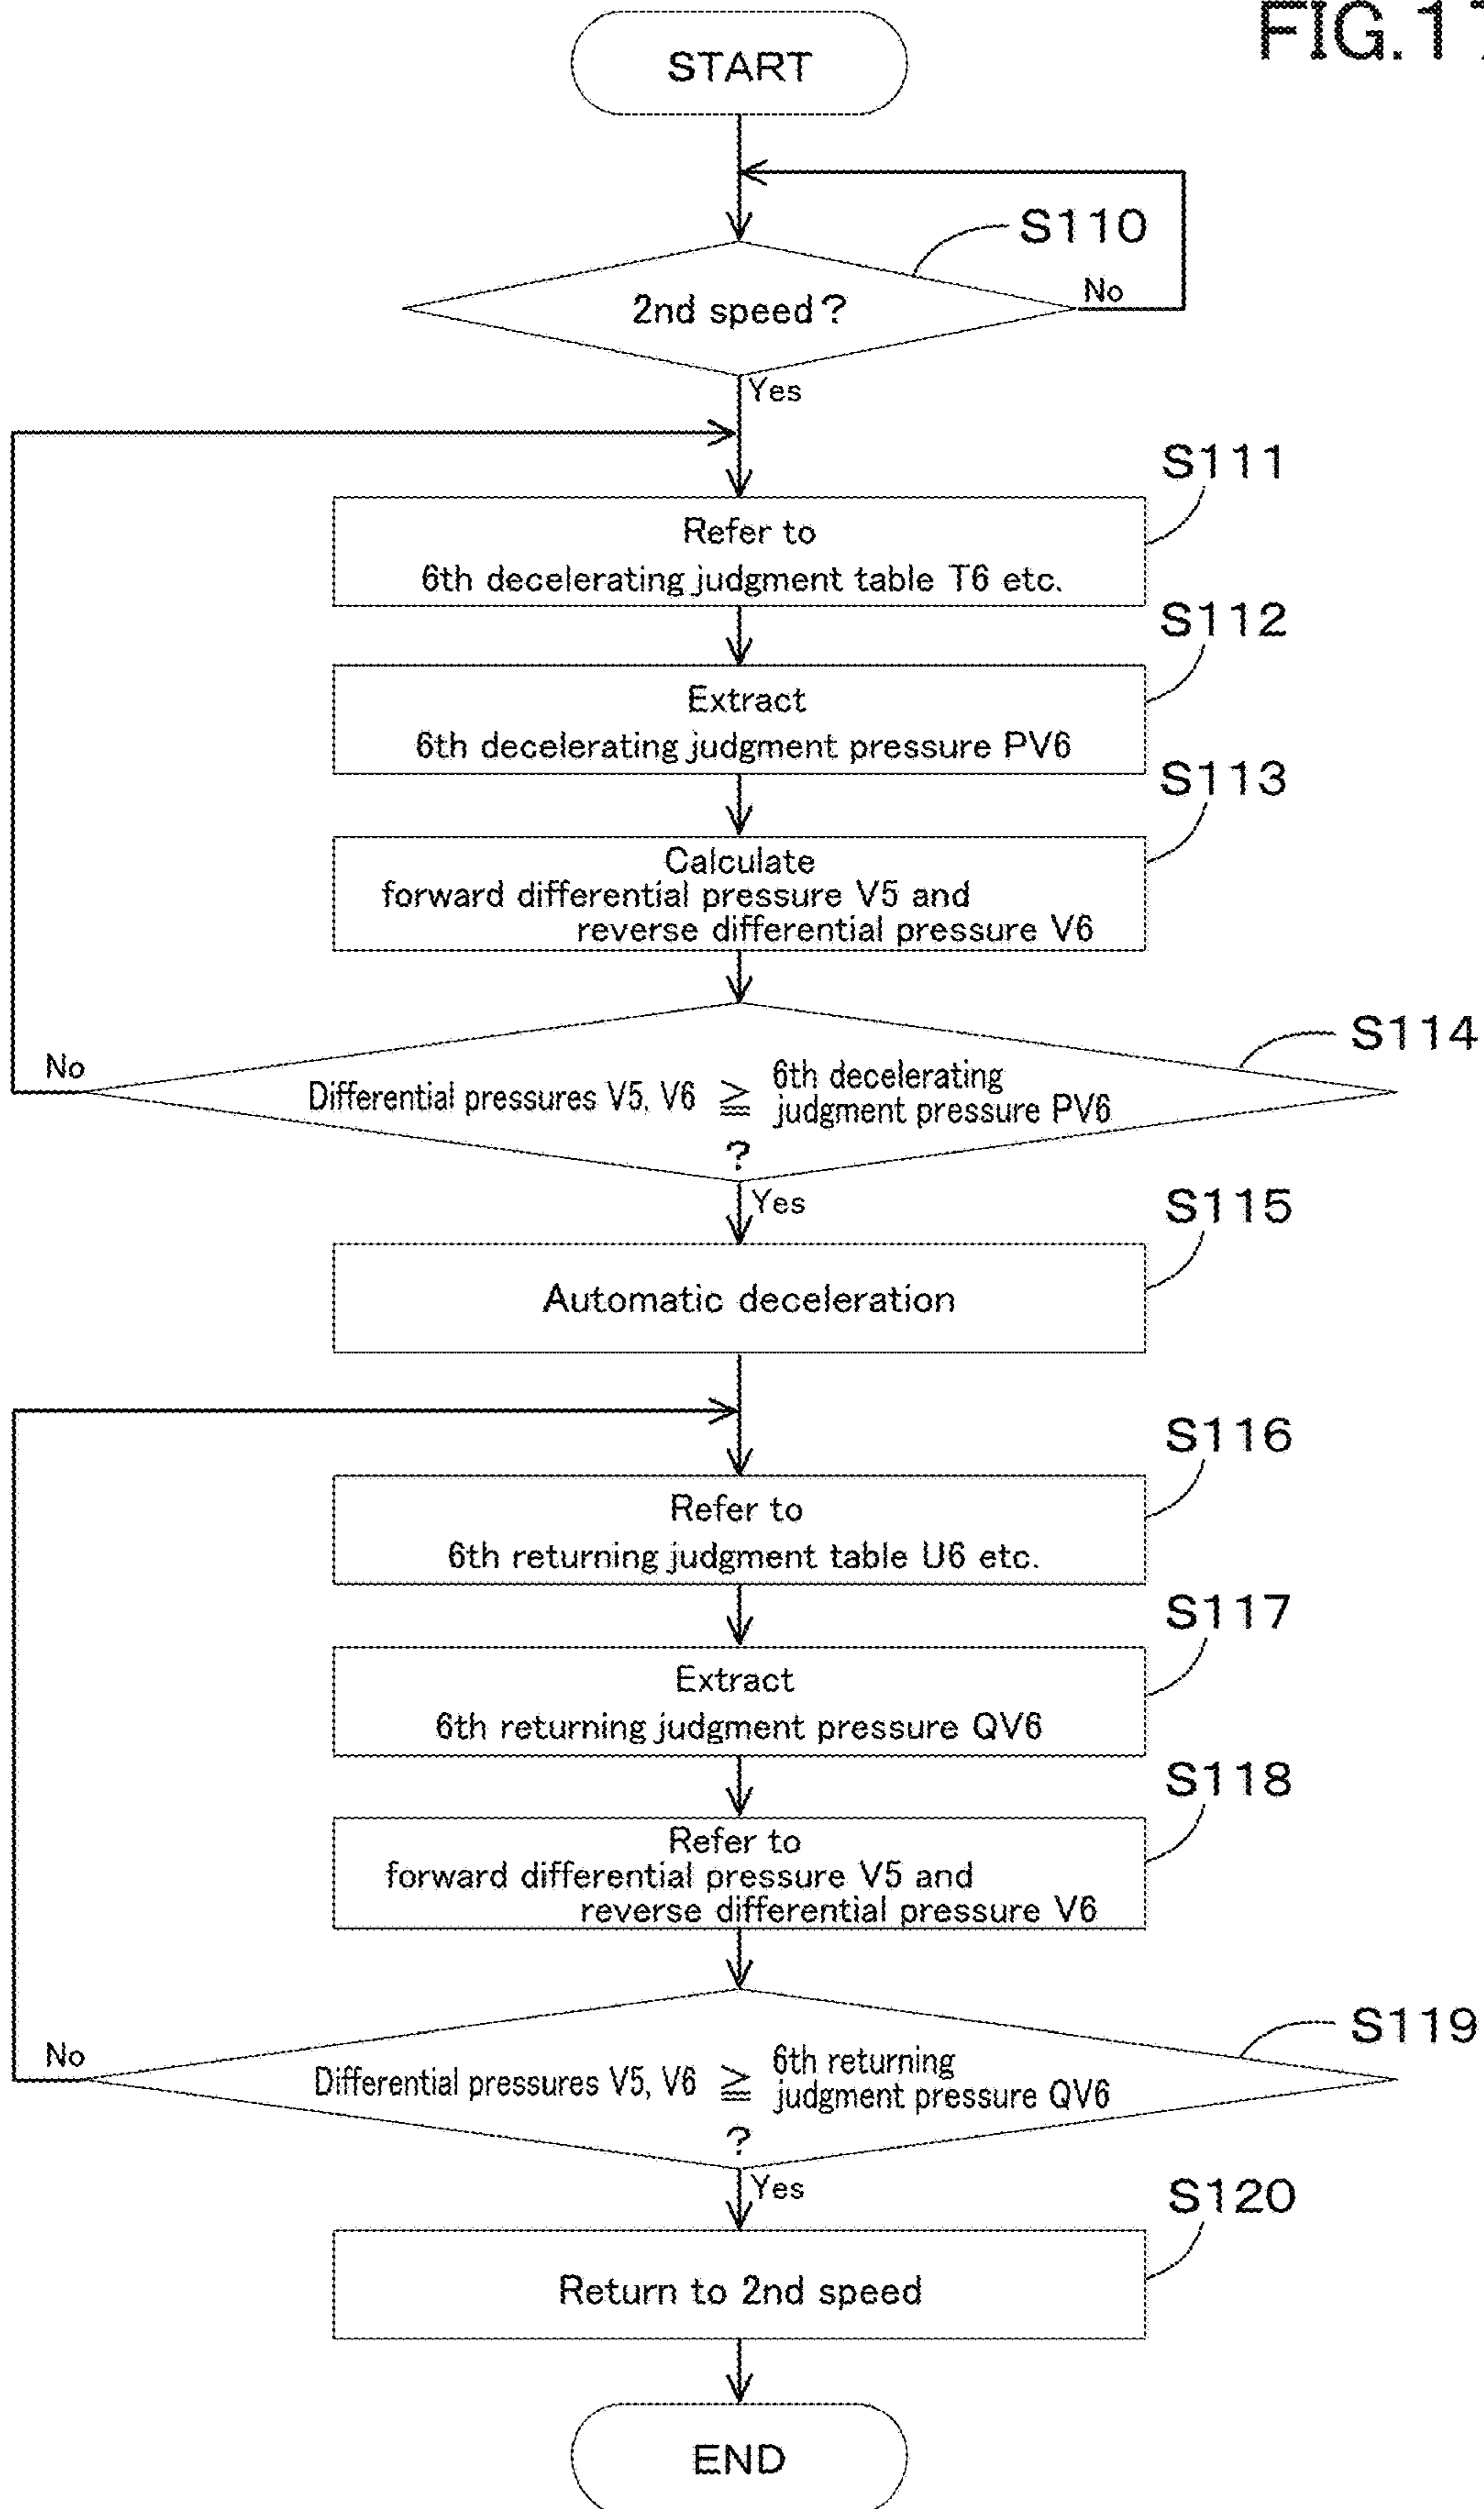 FIG.17
START
S110
2nd speed?
No
Yes
S111
Refer to
6th decelerating judgment table T6 etc.
S112
Extract
6th decelerating judgment pressure PV6
S113
Calculate
forward differential pressure V5 and
reverse differential pressure V6
S114
No
Differential pressures V5, V6 ≧ 6th decelerating
judgment pressure PV6
?
Yes
S115
Automatic deceleration
S116
Refer to
6th returning judgment table U6 etc.
S117
Extract
6th returning judgment pressure QV6
S118
Refer to
forward differential pressure V5 and
reverse differential pressure V6
S119
No
Differential pressures V5, V6 ≧ 6th returning
judgment pressure QV6
?
Yes
S120
Return to 2nd speed
END